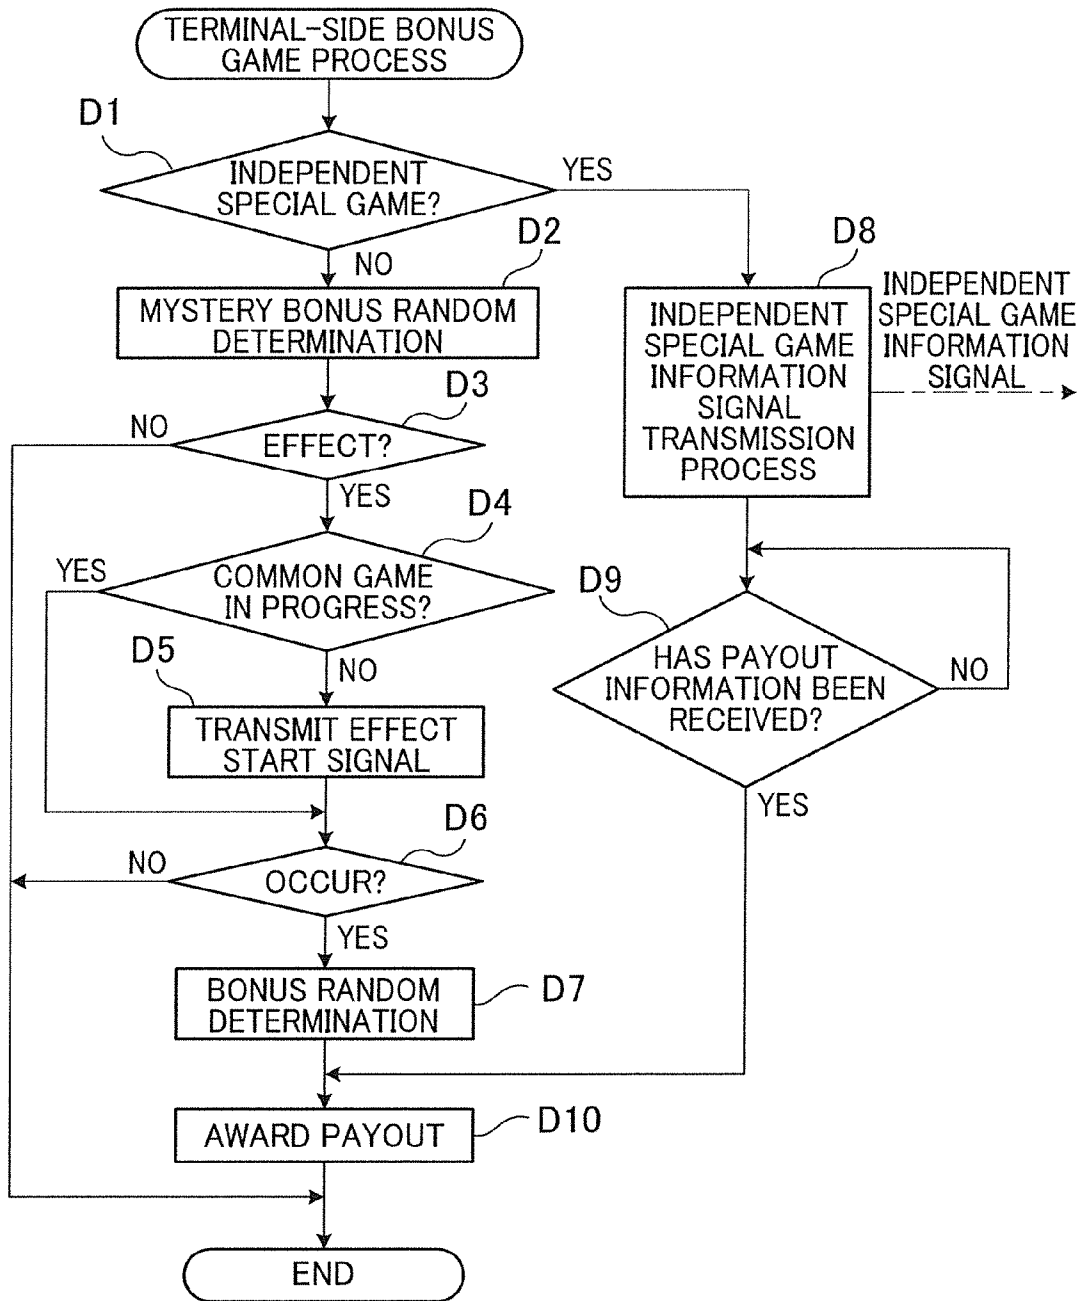 TERMINAL-SIDE BONUS
GAME PROCESS
D1
INDEPENDENT
SPECIAL GAME?
YES
NO
D2
MYSTERY BONUS RANDOM
DETERMINATION
D8
INDEPENDENT
SPECIAL GAME
INFORMATION
SIGNAL
TRANSMISSION
PROCESS
INDEPENDENT
SPECIAL GAME
INFORMATION
SIGNAL
D3
NO
EFFECT?
YES
D4
YES
COMMON GAME
IN PROGRESS?
NO
D9
HAS PAYOUT
INFORMATION BEEN
RECEIVED?
NO
YES
D5
TRANSMIT EFFECT
START SIGNAL
D6
NO
OCCUR?
YES
BONUS RANDOM
DETERMINATION
D7
AWARD PAYOUT
D10
END